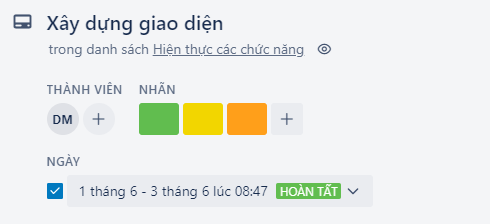 Xây dựng giao diện
trong danh sách Hiện thực các chức năng
THÀNH VIÊN NHÃN
DM
NGÀY
1 tháng 6 - 3 tháng 6 lúc 08:47 HOÀN TẤT